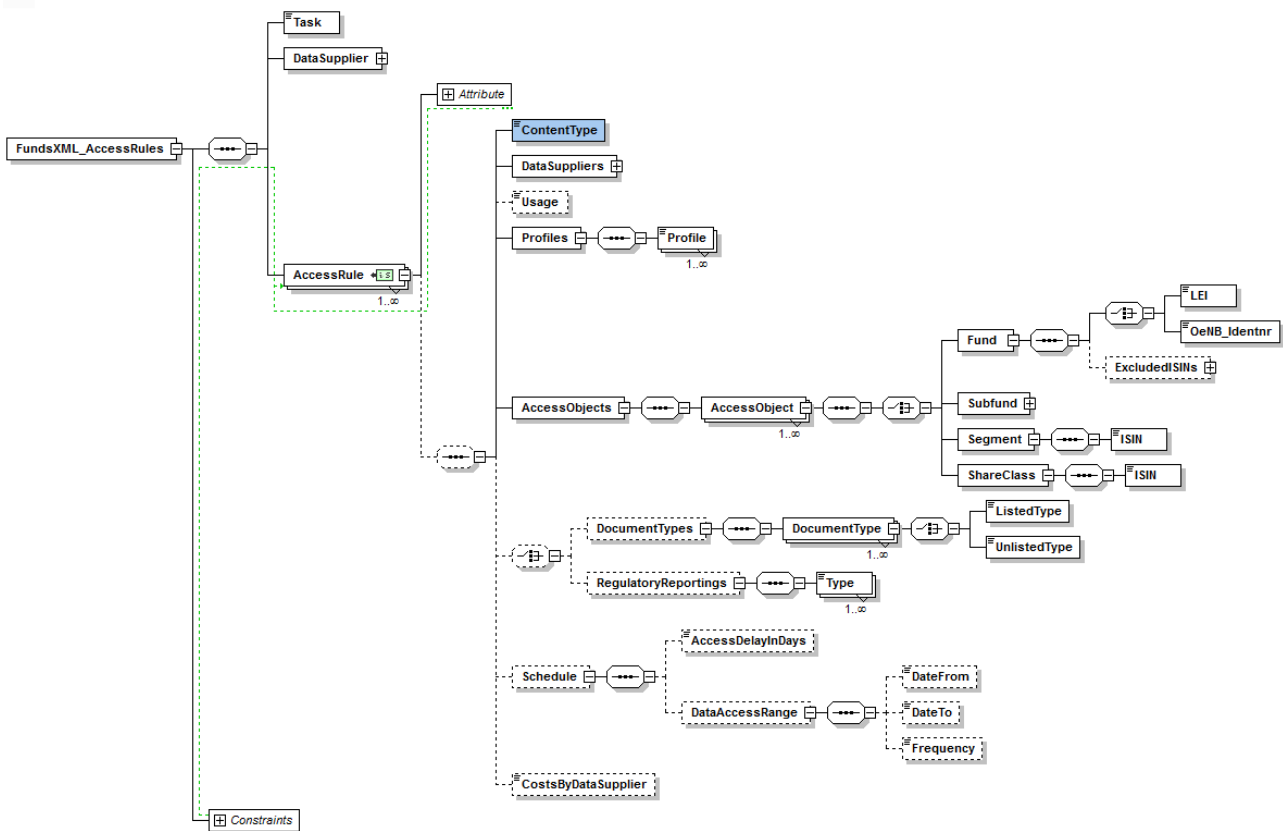 Task
DataSupplier
Attribute
FundsXML_AccessRules
ContentType
DataSuppliers
Usage
Profiles
Profile
1..∞
AccessRule
1..∞
LEI
OeNB_Identnr
Fund
ExcludedISINs
AccessObjects
AccessObject
1..∞
Subfund
Segment
ISIN
ShareClass
ISIN
DocumentTypes
DocumentType
1..∞
ListedType
UnlistedType
RegulatoryReportings
Type
1..∞
AccessDelayInDays
Schedule
DataAccessRange
DateFrom
DateTo
Frequency
CostsByDataSupplier
Constraints